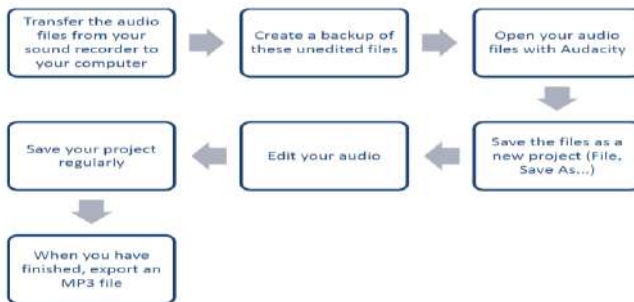 Transfer the audio
files from your
sound recorder to
your computer
Create a backup of
these unedited files
Open your audio
files with Audacity
Save the files as a
new project (File,
Save As...)
Edit your audio
Save your project
regularly
When you have
finished, export an
MP3 file